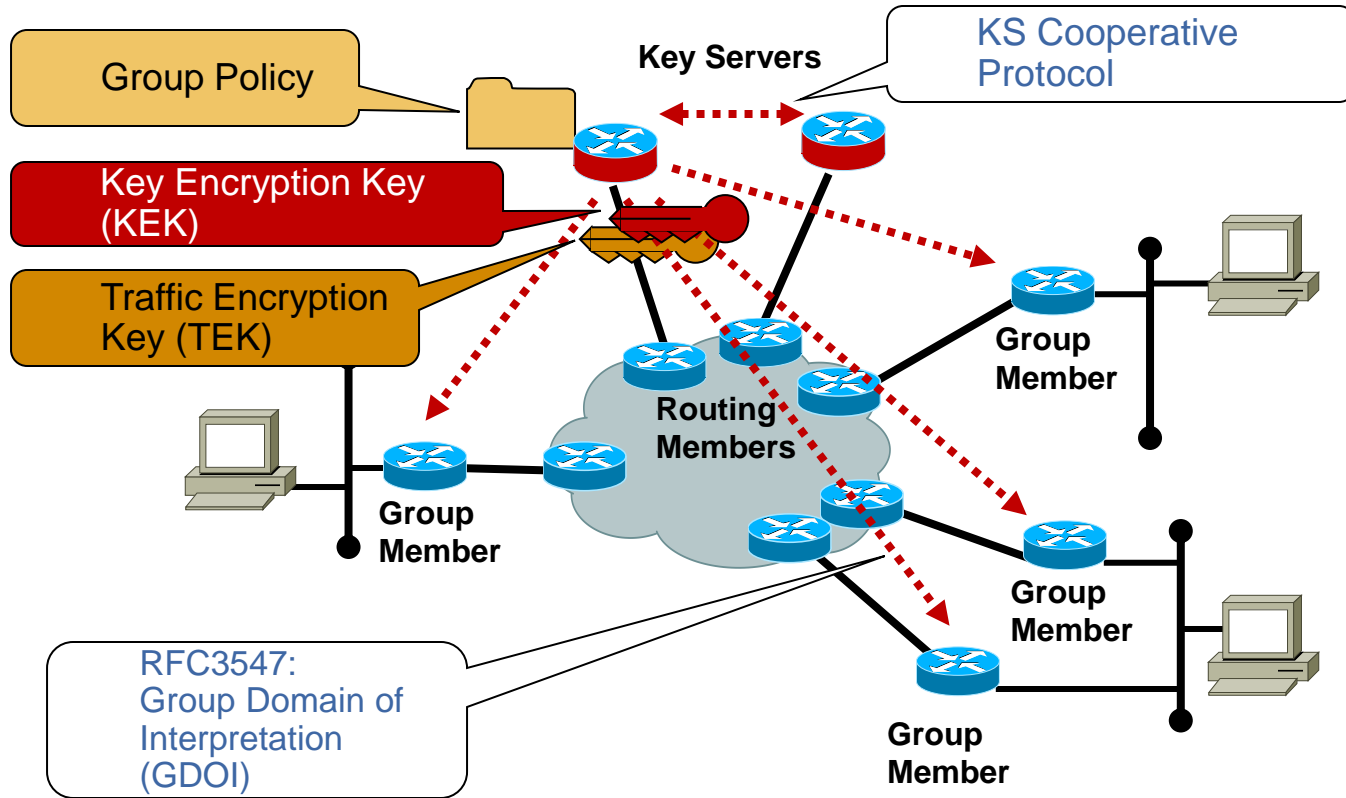 Group Policy
Key Servers
KS Cooperative
Protocol
Key Encryption Key
(KEK)
Traffic Encryption
Key (TEK)
Group
Member
Routing
Members
Group
Member
Group
Member
RFC3547:
Group Domain of
Interpretation
(GDOI)
Group
Member